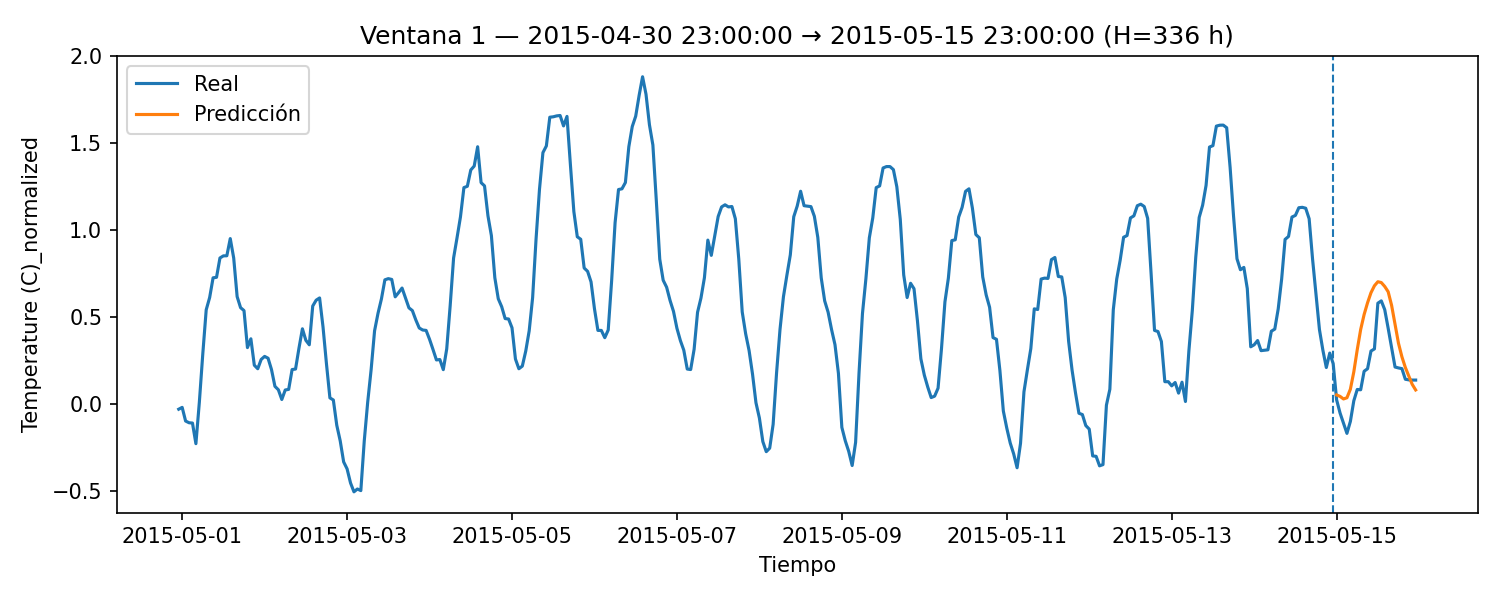 Ventana 1 — 2015-04-30 23:00:00 → 2015-05-15 23:00:00 (H=336 h)
Real
Predicción
Temperature (C)_normalized
2.0
1.5
1.0
0.5
0.0
−0.5
2015-05-01 2015-05-03 2015-05-05 2015-05-07 2015-05-09 2015-05-11 2015-05-13 2015-05-15
Tiempo